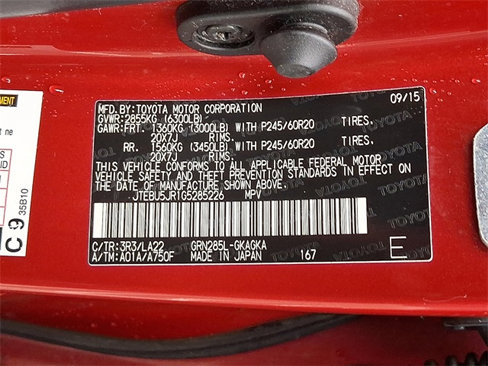 MFD.BY:TOYOTA MOTOR CORPORATION 09/15
GVWR:2855KG (6300LB)
GAWR:FRT. 1360KG (3000LB) WITH P245/60R20 TIRES,
20X7J RIMS,
RR. 1560KG (3450LB) WITH P245/60R20 TIRES,
20X7J RIMS,
THIS VEHICLE CONFORMS TO ALL APPLICABLE FEDERAL MOTOR
VEHICLE SAFETY AND THEFT PREVENTION STANDARDS IN EFFECT
ON THE DATE OF MANUFACTURE SHOWN ABOVE.
JTEBU5JR1G5285226 MPV
C/TR:3R3/LA22 GRN285L-GKAGKA
A/TM:A01A/A750F MADE IN JAPAN 167 E
C 9 35B10